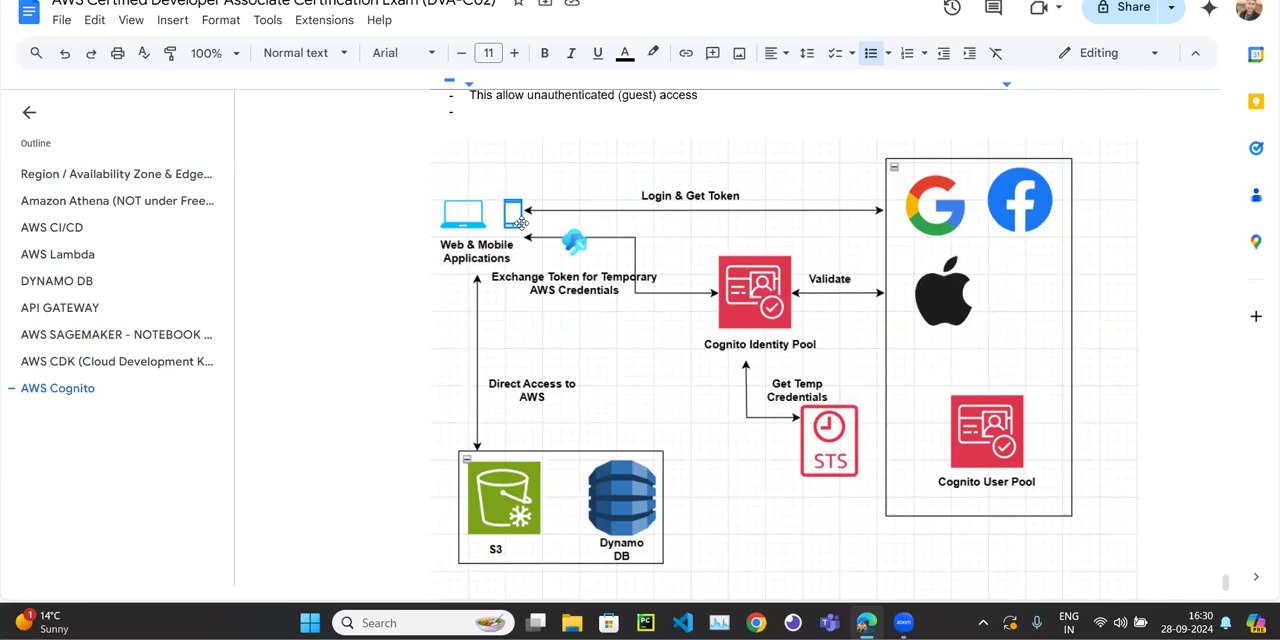 AWS Certified Developer Associate Certification Exam (DVA-C02)
File Edit View Insert Format Tools Extensions Help
Share
100% Normal text Arial 11 B I U A Editing
Outline
Region / Availability Zone & Edge...
Amazon Athena (NOT under Free...
AWS CI/CD
AWS Lambda
DYNAMO DB
API GATEWAY
AWS SAGEMAKER - NOTEBOOK ...
AWS CDK (Cloud Development K...
AWS Cognito
- This allow unauthenticated (guest) access
-
Login & Get Token
Web & Mobile
Applications
Exchange Token for Temporary
AWS Credentials
Validate
Cognito Identity Pool
Direct Access to
AWS
Get Temp
Credentials
STS
Cognito User Pool
S3
Dynamo
DB
31
1
14°C
Sunny
Search
zoom
ENG
IN
16:30
28-09-2024